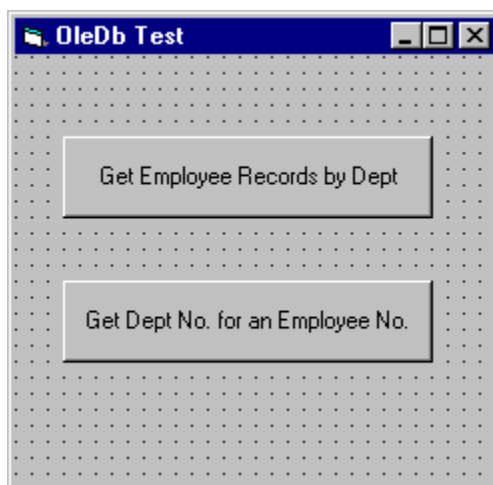 OleDb Test
Get Employee Records by Dept
Get Dept No. for an Employee No.